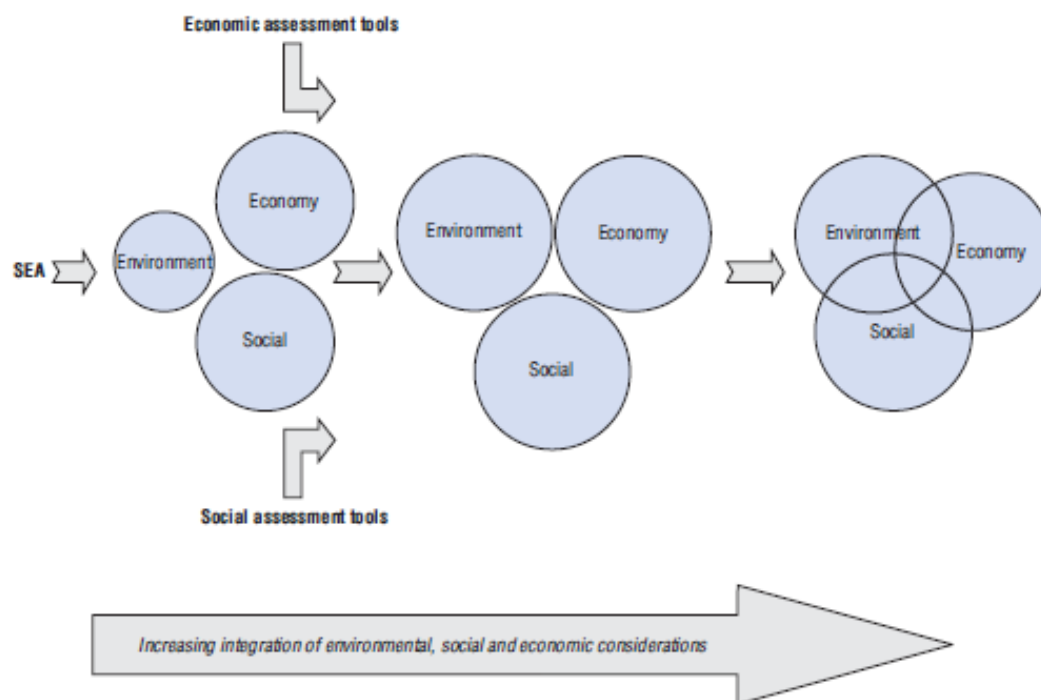 Economic assessment tools
Economy
SEA
Environment
Social
Environment
Economy
Social
Environment
Economy
Social
Social assessment tools
Increasing integration of environmental, social and economic considerations